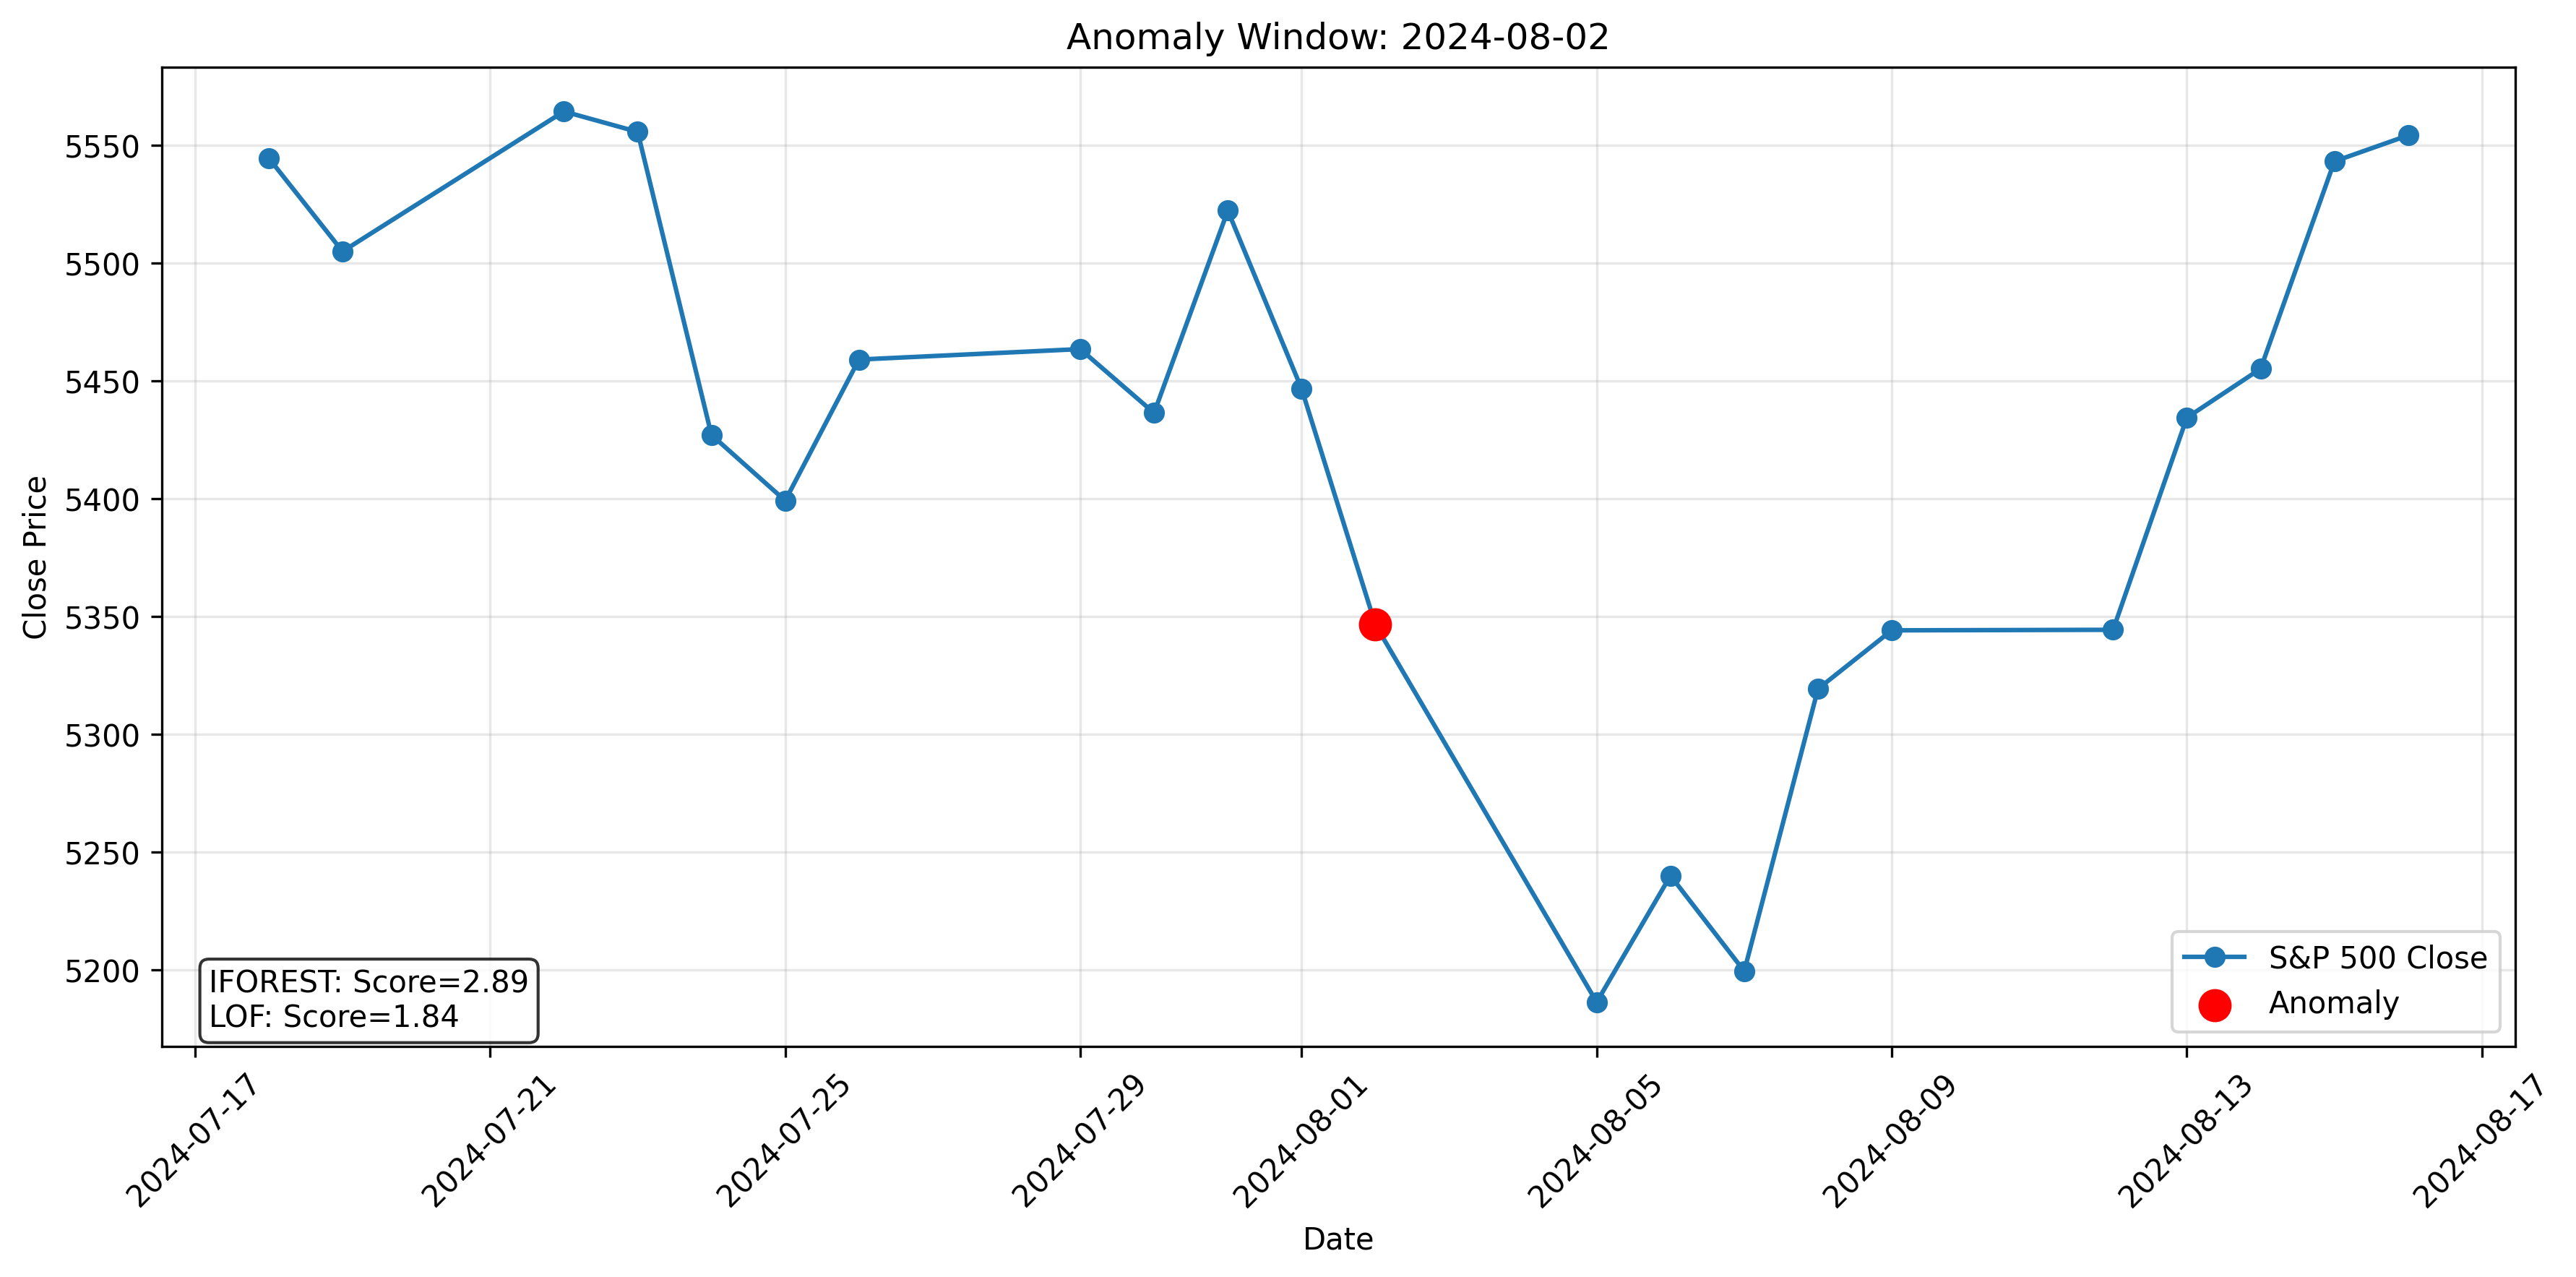 Anomaly Window: 2024-08-02
Close Price
5550
5500
5450
5400
5350
5300
5250
5200
IFOREST: Score=2.89
LOF: Score=1.84
S&P 500 Close
Anomaly
2024-07-17
2024-07-21
2024-07-25
2024-07-29
2024-08-01
2024-08-05
2024-08-09
2024-08-13
2024-08-17
Date